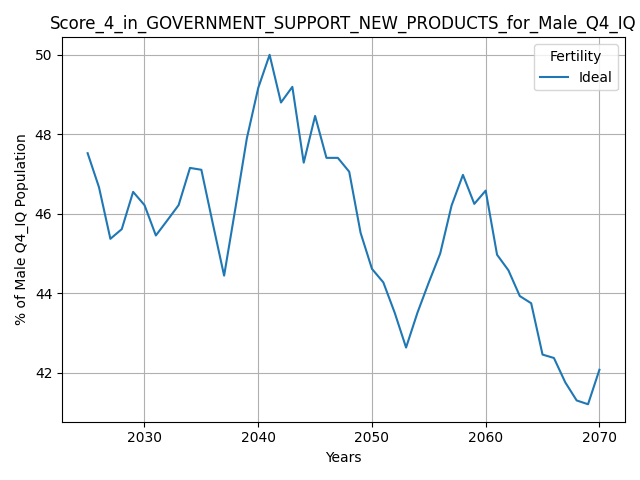 Score_4_in_GOVERNMENT_SUPPORT_NEW_PRODUCTS_for_Male_Q4_IQ
Fertility
Ideal
% of Male Q4_IQ Population
50
48
46
44
42
2030
2040
2050
2060
2070
Years